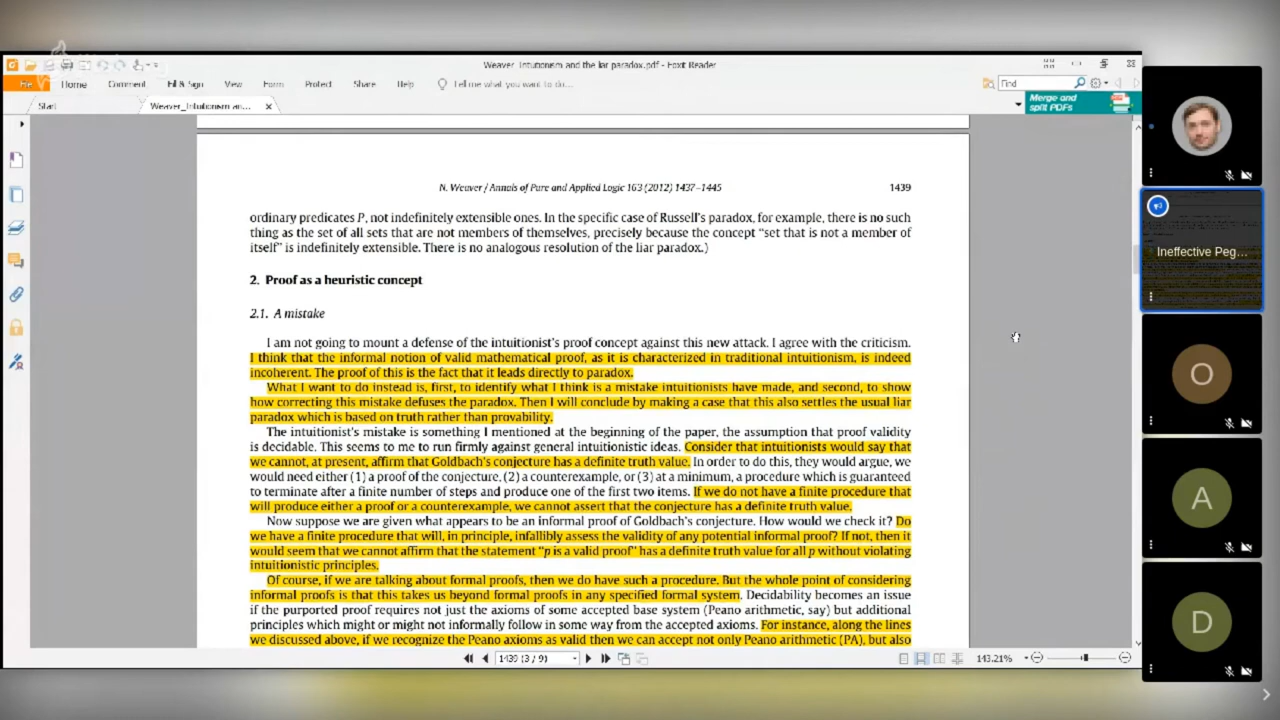 Weaver_Intuitionism and the liar paradox.pdf - Foxit Reader
File
Home
Comment
Fill & Sign
View
Form
Protect
Share
Help
Tell me what you want to do...
Find
Start
Weaver_Intuitionism an...
Merge and
split PDFs
N. Weaver / Annals of Pure and Applied Logic 163 (2012) 1437–1445
1439
ordinary predicates P, not indefinitely extensible ones. In the specific case of Russell's paradox, for example, there is no such
thing as the set of all sets that are not members of themselves, precisely because the concept “set that is not a member of
itself” is indefinitely extensible. There is no analogous resolution of the liar paradox.)
2. Proof as a heuristic concept
2.1. A mistake
I am not going to mount a defense of the intuitionist's proof concept against this new attack. I agree with the criticism.
I think that the informal notion of valid mathematical proof, as it is characterized in traditional intuitionism, is indeed
incoherent. The proof of this is the fact that it leads directly to paradox.
What I want to do instead is, first, to identify what I think is a mistake intuitionists have made, and second, to show
how correcting this mistake defuses the paradox. Then I will conclude by making a case that this also settles the usual liar
paradox which is based on truth rather than provability.
The intuitionist's mistake is something I mentioned at the beginning of the paper, the assumption that proof validity
is decidable. This seems to me to run firmly against general intuitionistic ideas. Consider that intuitionists would say that
we cannot, at present, affirm that Goldbach's conjecture has a definite truth value. In order to do this, they would argue, we
would need either (1) a proof of the conjecture, (2) a counterexample, or (3) at a minimum, a procedure which is guaranteed
to terminate after a finite number of steps and produce one of the first two items. If we do not have a finite procedure that
will produce either a proof or a counterexample, we cannot assert that the conjecture has a definite truth value.
Now suppose we are given what appears to be an informal proof of Goldbach's conjecture. How would we check it? Do
we have a finite procedure that will, in principle, infallibly assess the validity of any potential informal proof? If not, then it
would seem that we cannot affirm that the statement “p is a valid proof” has a definite truth value for all p without violating
intuitionistic principles.
Of course, if we are talking about formal proofs, then we do have such a procedure. But the whole point of considering
informal proofs is that this takes us beyond formal proofs in any specified formal system. Decidability becomes an issue
if the purported proof requires not just the axioms of some accepted base system (Peano arithmetic, say) but additional
principles which might or might not informally follow in some way from the accepted axioms. For instance, along the lines
we discussed above, if we recognize the Peano axioms as valid then we can accept not only Peano arithmetic (PA), but also
1439 (3 / 9)
143.21%
Ineffective Peg...
O
A
D